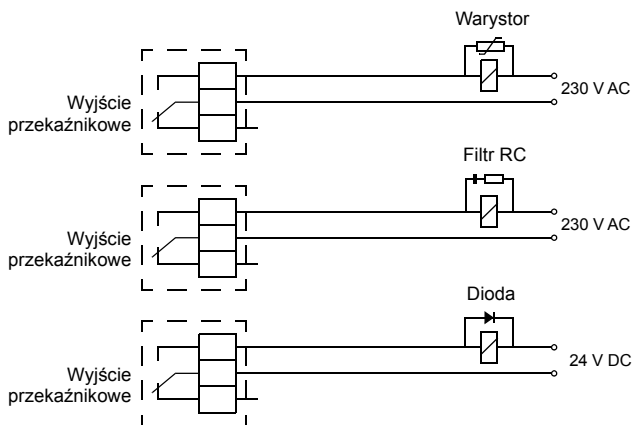 Warystor
230 V AC
Wyjście
przekaźnikowe
Filtr RC
230 V AC
Wyjście
przekaźnikowe
Dioda
24 V DC
Wyjście
przekaźnikowe